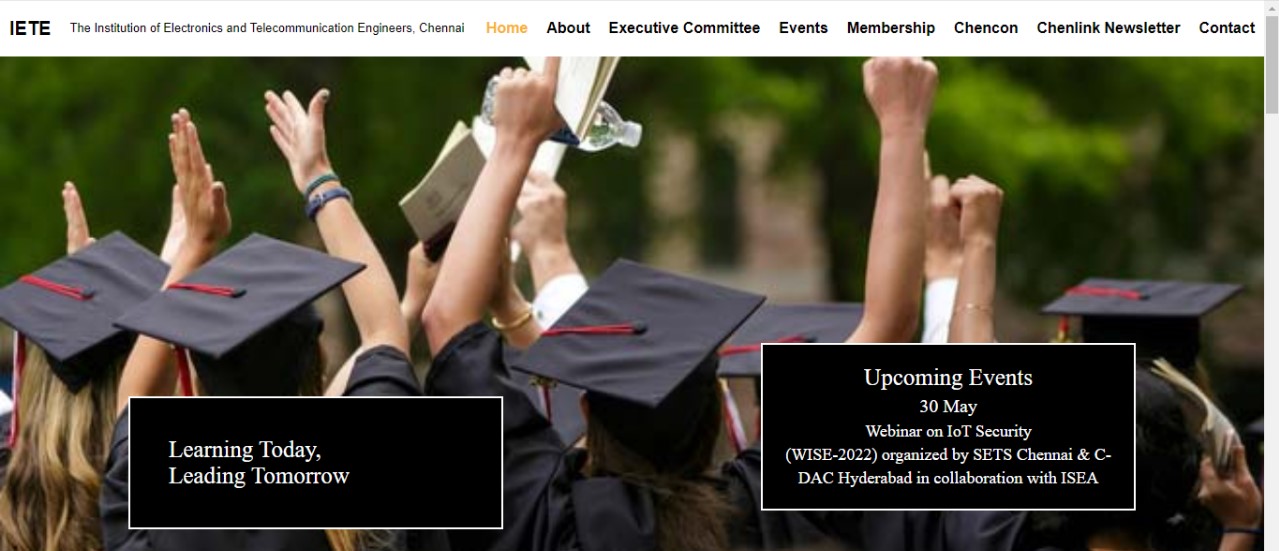 IETE The Institution of Electronics and Telecommunication Engineers, Chennai Home About Executive Committee Events Membership Chencon Chenlink Newsletter Contact
Learning Today,
Leading Tomorrow
Upcoming Events
30 May
Webinar on IoT Security
(WISE-2022) organized by SETS Chennai & C-
DAC Hyderabad in collaboration with ISEA